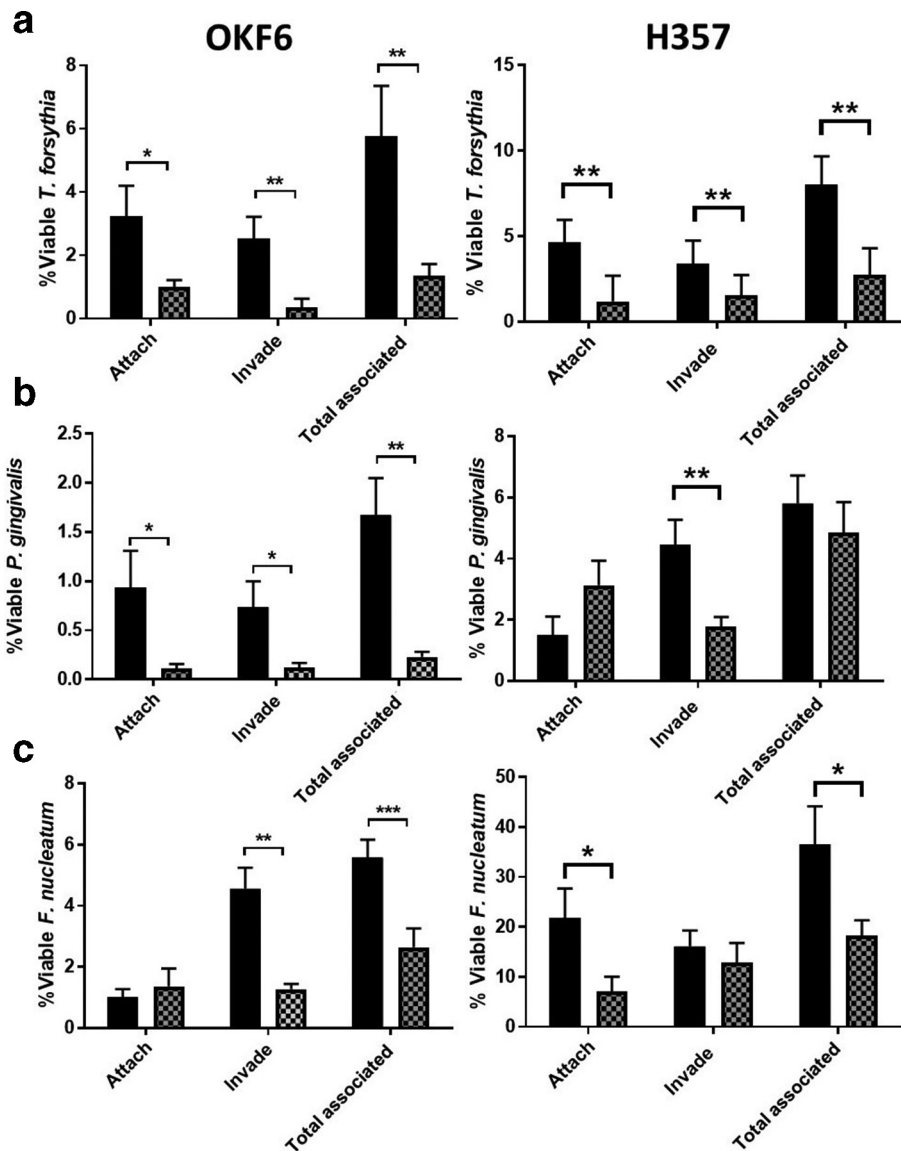 a
OKF6
H357
%Viable T. forsythia
8
6
4
2
0
*
**
**
Attach
Invade
Total associated
% Viable T. forsythia
15
10
5
0
**
**
**
Attach
Invade
Total associated
b
%Viable P. gingivalis
2.5
2.0
1.5
1.0
0.5
0.0
*
*
**
Attach
Invade
Total associated
% Viable P. gingivalis
8
6
4
2
0
**
Attach
Invade
Total associated
c
%Viable F. nucleatum
8
6
4
2
0
**
***
Attach
Invade
Total associated
% Viable F. nucleatum
50
40
30
20
10
0
*
*
Attach
Invade
Total associated